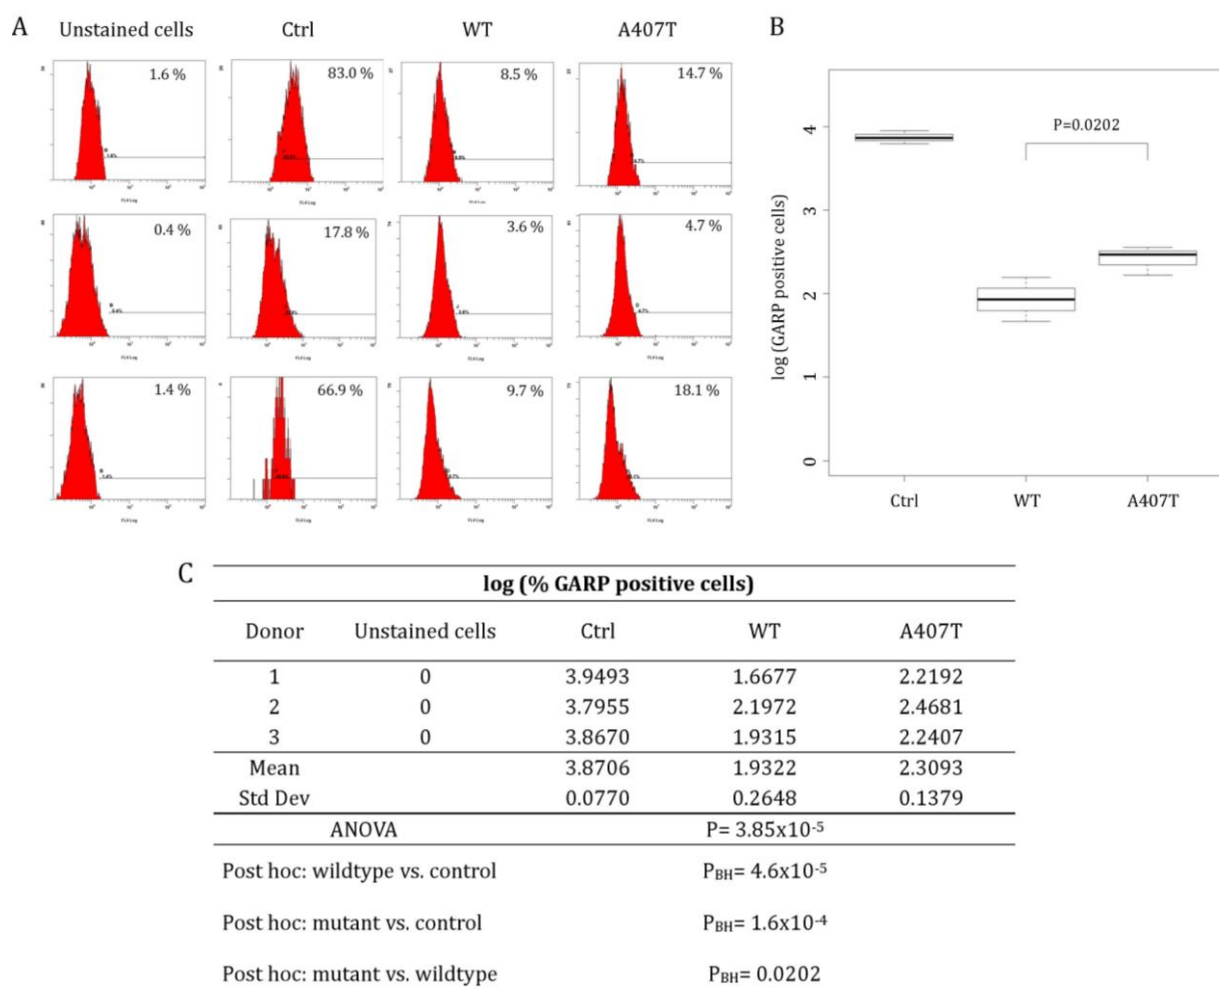 A
Unstained cells
Ctrl
WT
A407T
1.6 %
83.0 %
8.5 %
14.7 %
0.4 %
17.8 %
3.6 %
4.7 %
1.4 %
66.9 %
9.7 %
18.1 %
B
log (GARP positive cells)
4
3
2
1
0
P=0.0202
Ctrl
WT
A407T
C
log (% GARP positive cells)
Donor Unstained cells Ctrl WT A407T
1 0 3.9493 1.6677 2.2192
2 0 3.7955 2.1972 2.4681
3 0 3.8670 1.9315 2.2407
Mean 3.8706 1.9322 2.3093
Std Dev 0.0770 0.2648 0.1379
ANOVA P= 3.85x10-5
Post hoc: wildtype vs. control PBH= 4.6x10-5
Post hoc: mutant vs. control PBH= 1.6x10-4
Post hoc: mutant vs. wildtype PBH= 0.0202